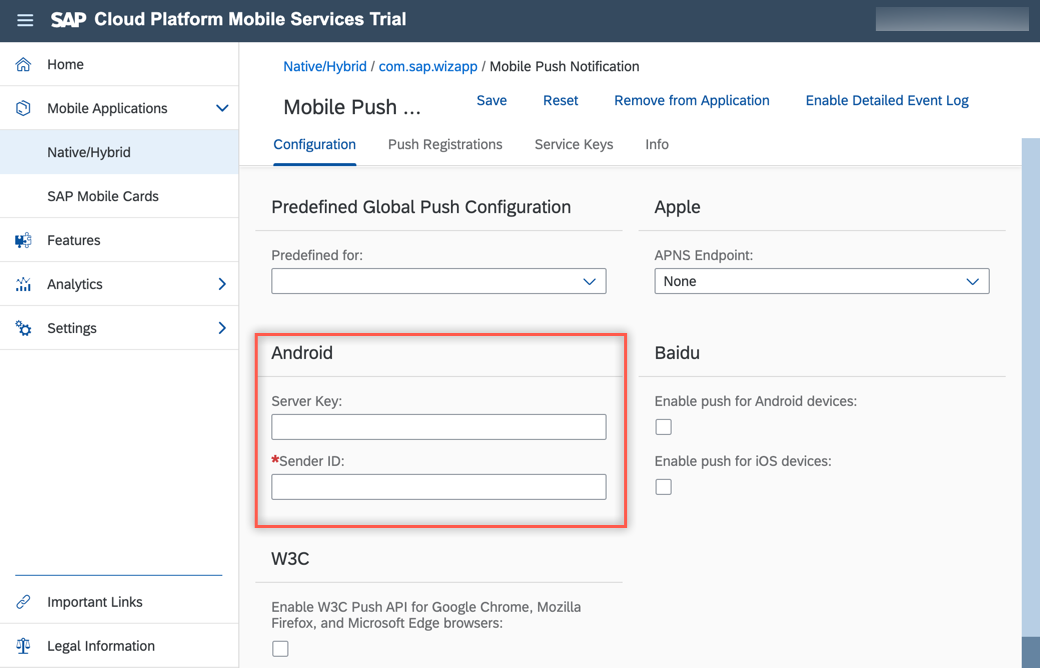 SAP Cloud Platform Mobile Services Trial
Home
Mobile Applications
Native/Hybrid
SAP Mobile Cards
Features
Analytics
Settings
Important Links
Legal Information
Native/Hybrid / com.sap.wizapp / Mobile Push Notification
Mobile Push ...
Save Reset Remove from Application Enable Detailed Event Log
Configuration Push Registrations Service Keys Info
Predefined Global Push Configuration
Predefined for:
Apple
APNS Endpoint:
None
Android
Server Key:
*Sender ID:
Baidu
Enable push for Android devices:
Enable push for iOS devices:
W3C
Enable W3C Push API for Google Chrome, Mozilla
Firefox, and Microsoft Edge browsers: